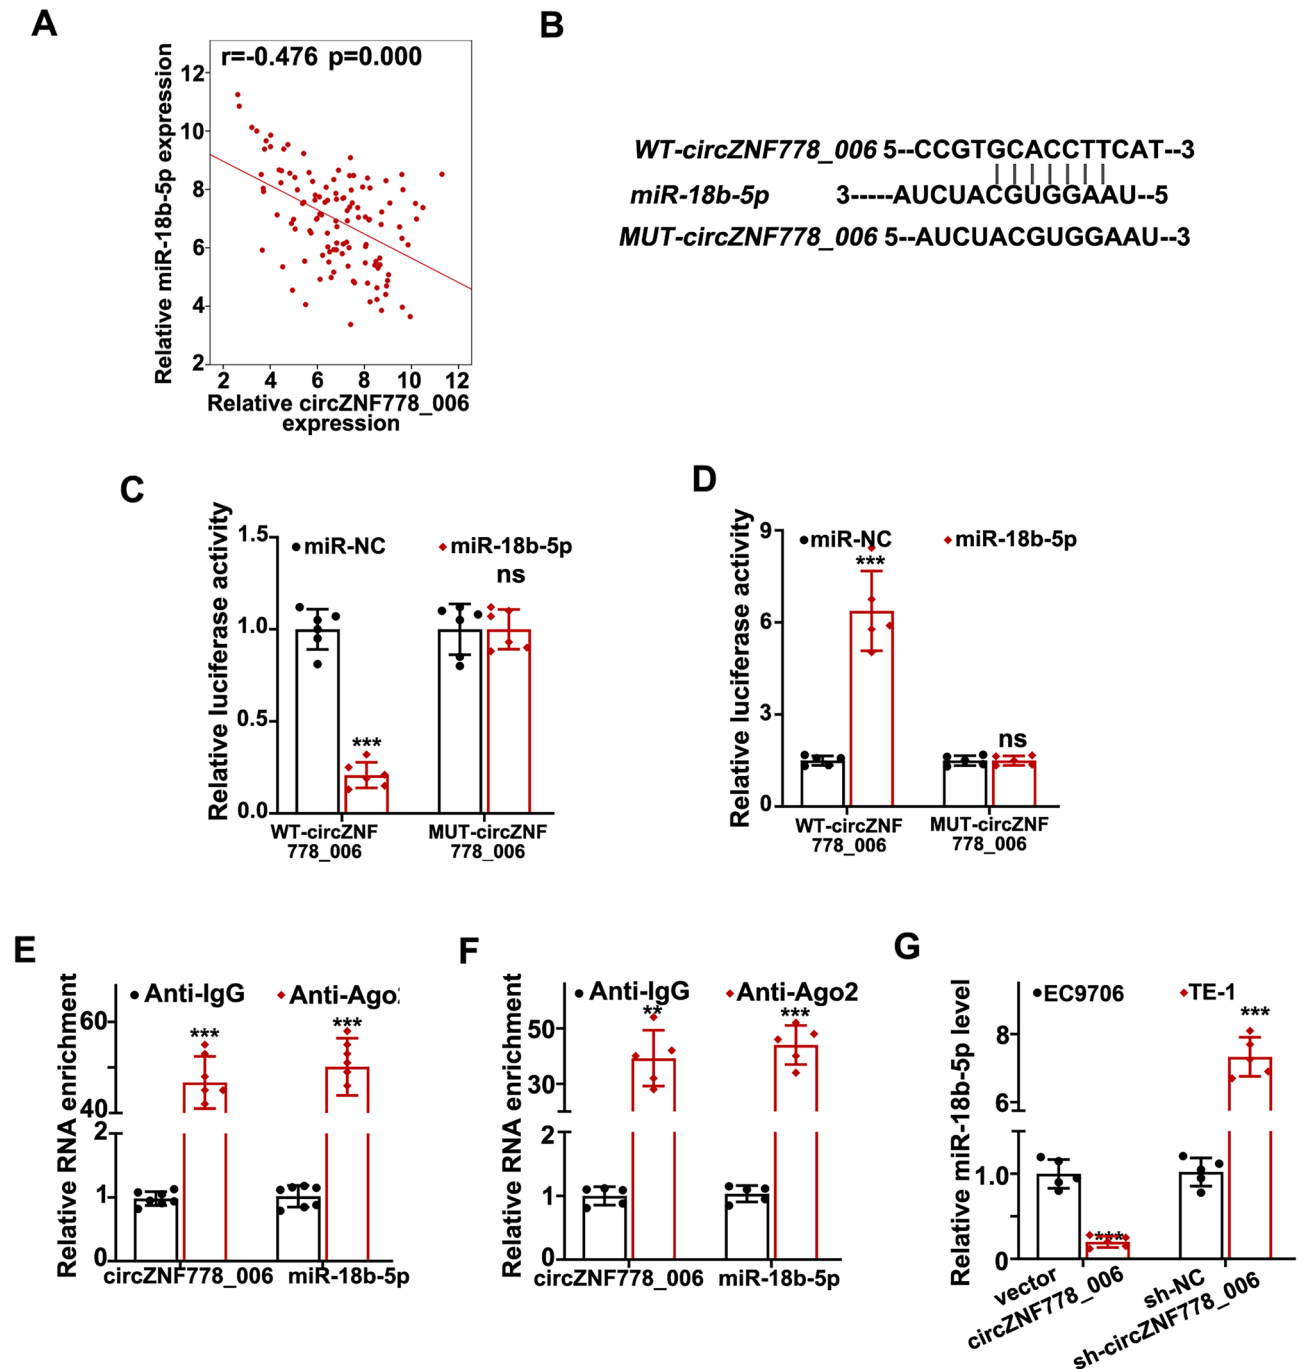 A
r=-0.476 p=0.000
Relative miR-18b-5p expression
12
10
8
6
4
2
2 4 6 8 10 12
Relative circZNF778_006
expression
B
WT-circZNF778_006 5--CCGTGCACCTTCAT--3
miR-18b-5p 3-----AUCUACGUGGAAU--5
MUT-circZNF778_006 5--AUCUACGUGGAAU--3
C
Relative luciferase activity
1.5
1.0
0.5
0.0
miR-NC miR-18b-5p
ns
***
WT-circZNF MUT-circZNF
778_006 778_006
D
Relative luciferase activity
9
6
3
0
miR-NC miR-18b-5p
***
ns
WT-circZNF MUT-circZNF
778_006 778_006
E
Relative RNA enrichment
60
40
2
1
0
Anti-IgG Anti-Ago
*** ***
circZNF778_006 miR-18b-5p
F
Relative RNA enrichment
50
30
2
1
0
Anti-IgG Anti-Ago2
** ***
circZNF778_006 miR-18b-5p
G
Relative miR-18b-5p level
8
6
1.0
0
EC9706 TE-1
***
***
vector
circZNF778_006
sh-NC
sh-circZNF778_006